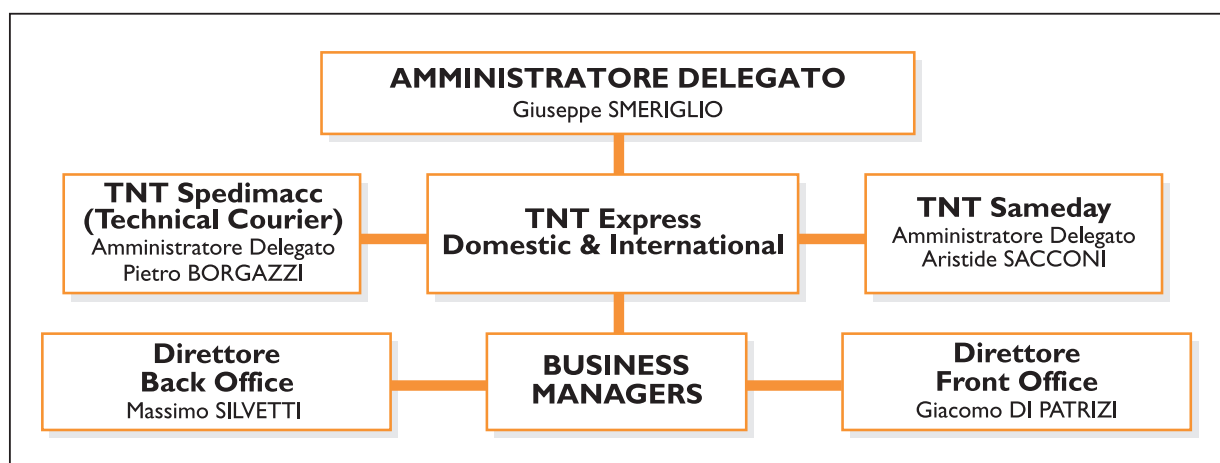 AMMINISTRATORE DELEGATO
Giuseppe SMERIGLIO
TNT Spedimacc
(Technical Courier)
Amministratore Delegato
Pietro BORGAZZI
TNT Express
Domestic & International
TNT Sameday
Amministratore Delegato
Aristide SACCONI
Direttore
Back Office
Massimo SILVETTI
BUSINESS
MANAGERS
Direttore
Front Office
Giacomo DI PATRIZI